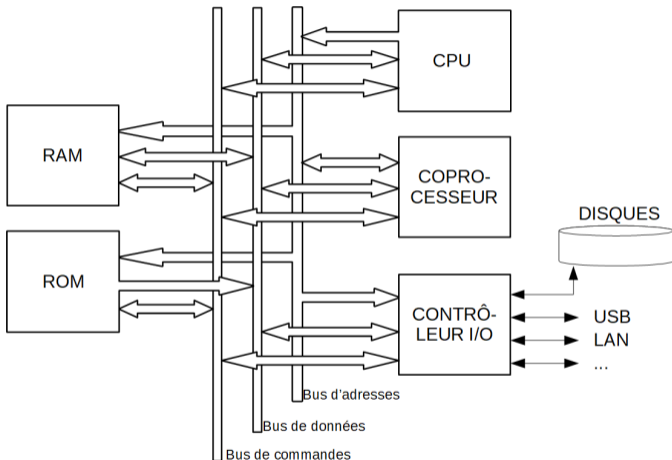 CPU
RAM
COPRO-
CESSEUR
DISQUES
ROM
CONTRÔ-
LEUR I/O
USB
LAN
...
Bus d'adresses
Bus de données
Bus de commandes